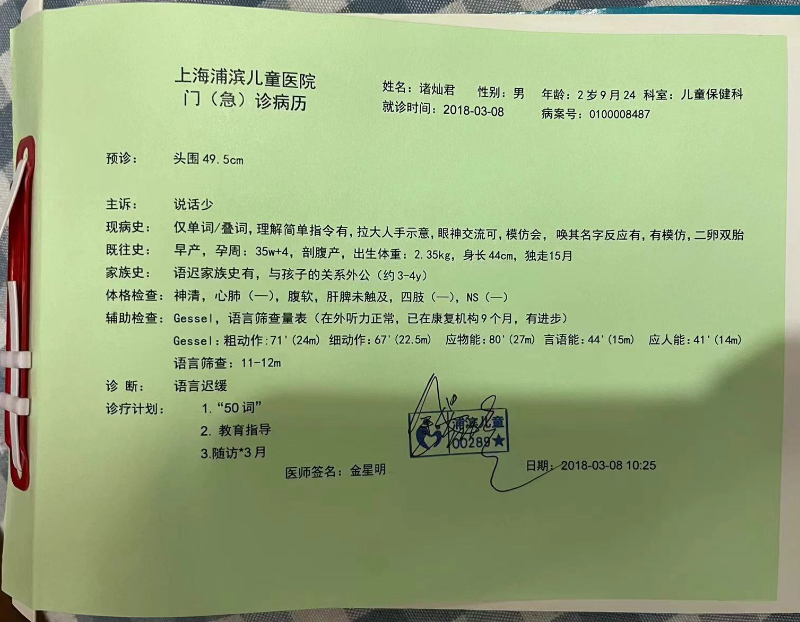 上海浦滨儿童医院
门（急）诊病历
姓名：诸灿君 性别：男 年龄：2岁9月24 科室：儿童保健科
就诊时间：2018-03-08 病案号：0100008487
预诊： 头围49.5cm
主诉： 说话少
现病史： 仅单词/叠词，理解简单指令有，拉大人手示意，眼神交流可，模仿会，唤其名字反应有，有模仿，二卵双胎
既往史： 早产，孕周：35w+4，剖腹产，出生体重：2.35kg，身长44cm，独走15月
家族史： 语迟家族史有，与孩子的关系外公（约3-4y）
体格检查：神清，心肺（—），腹软，肝脾未触及，四肢（—），NS（—）
辅助检查：Gessel，语言筛查量表（在外听力正常，已在康复机构9个月，有进步）
Gessel：粗动作:71'(24m) 细动作：67'(22.5m) 应物能：80'(27m) 言语能：44'(15m) 应人能：41'(14m)
语言筛查：11-12m
诊 断： 语言迟缓
诊疗计划： 1.“50词”
2. 教育指导
3.随访*3月
浦滨儿童
00289★
医师签名：金星明 日期：2018-03-08 10:25